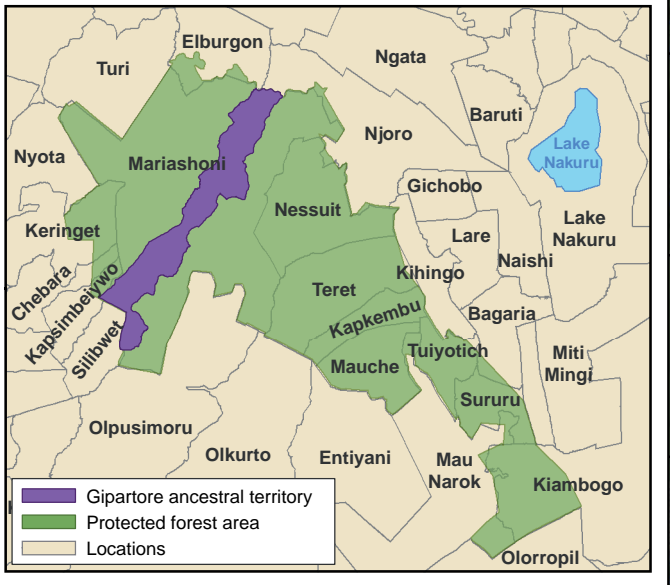 Elburgon
Turi
Ngata
Baruti
Njoro
Lake
Nakuru
Nyota
Mariashoni
Gichobo
Nessuit
Lake
Nakuru
Keringet
Lare
Naishi
Kihingo
Chebara
Kapsimbeiywo
Teret
Kapkembu
Bagaria
Silibwet
Tuiyotich
Miti
Mingi
Mauche
Sururu
Olpusimoru
Olkurto
Entiyani
Mau
Narok
Kiambogo
Olorropil
Gipartore ancestral territory
Protected forest area
Locations